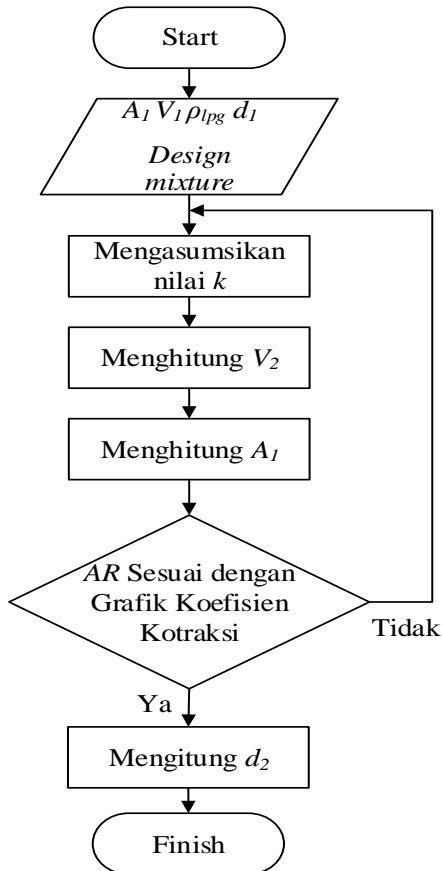 Start
A₁ V₁ ρlpg d₁
Design
mixture
Mengasumsikan
nilai k
Menghitung V₂
Menghitung A₁
AR Sesuai dengan
Grafik Koefisien
Kotraksi
Tidak
Ya
Mengitung d₂
Finish